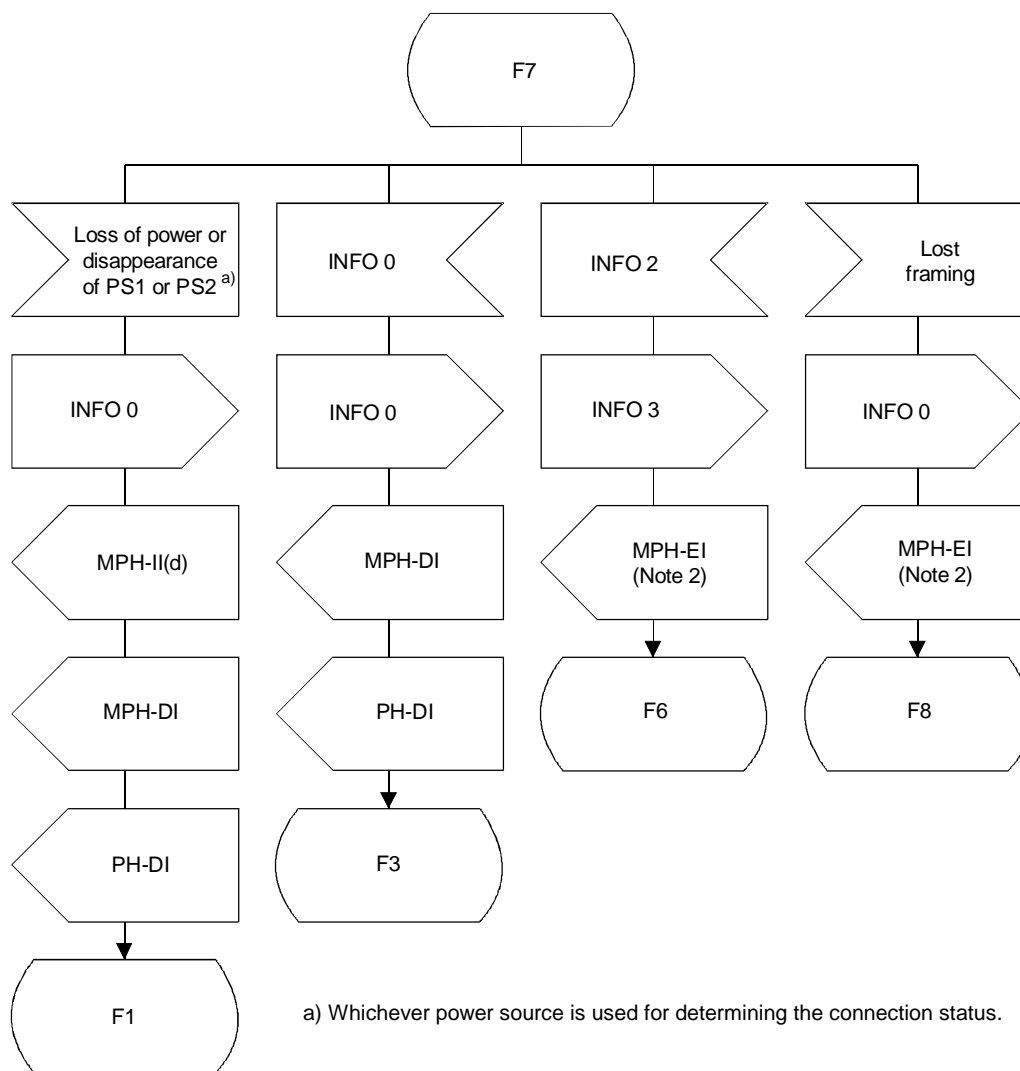 F7
Loss of power or
disappearance
of PS1 or PS2 a)
INFO 0
INFO 2
Lost
framing
INFO 0
INFO 0
INFO 3
INFO 0
MPH-II(d)
MPH-DI
MPH-EI
(Note 2)
MPH-EI
(Note 2)
MPH-DI
PH-DI
F6
F8
PH-DI
F3
F1
a) Whichever power source is used for determining the connection status.